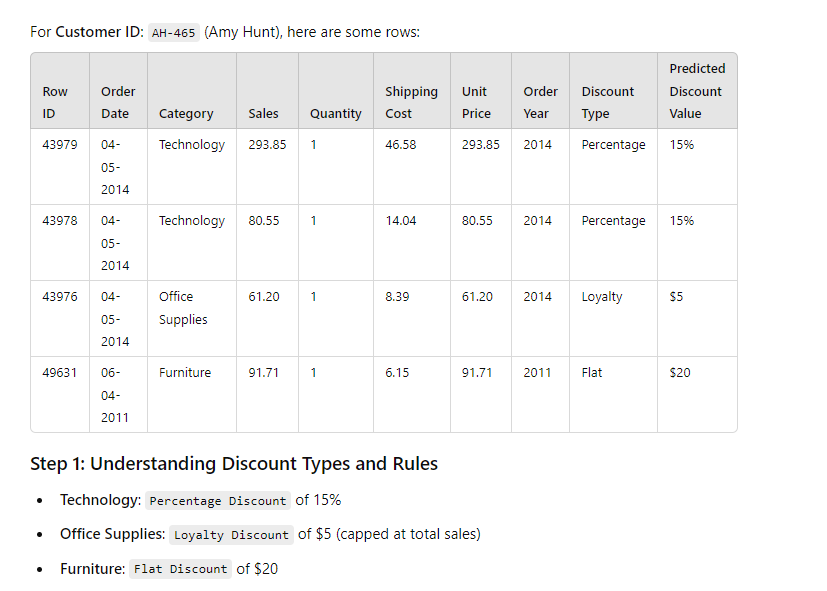 For Customer ID: AH-465 (Amy Hunt), here are some rows:
Row ID Order Date Category Sales Quantity Shipping Cost Unit Price Order Year Discount Type Predicted Discount Value
43979 04-05-2014 Technology 293.85 1 46.58 293.85 2014 Percentage 15%
43978 04-05-2014 Technology 80.55 1 14.04 80.55 2014 Percentage 15%
43976 04-05-2014 Office Supplies 61.20 1 8.39 61.20 2014 Loyalty $5
49631 06-04-2011 Furniture 91.71 1 6.15 91.71 2011 Flat $20
Step 1: Understanding Discount Types and Rules
• Technology: Percentage Discount of 15%
• Office Supplies: Loyalty Discount of $5 (capped at total sales)
• Furniture: Flat Discount of $20